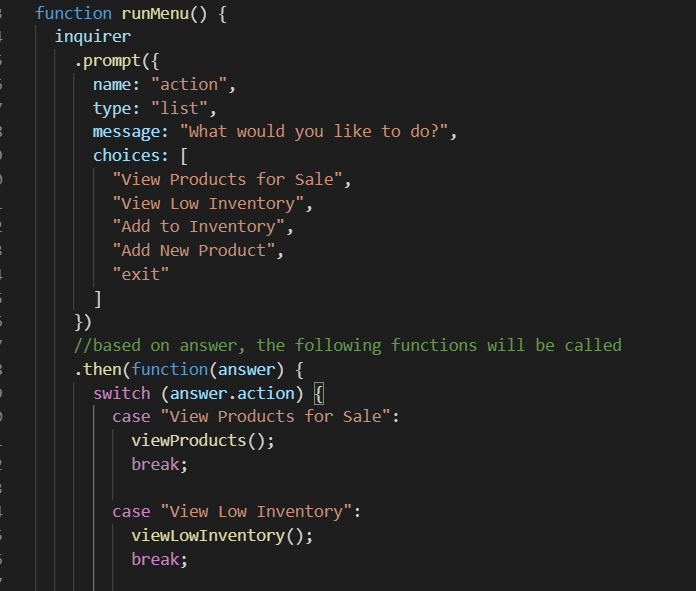 function runMenu() {
inquirer
.prompt({
name: "action",
type: "list",
message: "What would you like to do?",
choices: [
"View Products for Sale",
"View Low Inventory",
"Add to Inventory",
"Add New Product",
"exit"
]
})
//based on answer, the following functions will be called
.then(function(answer) {
switch (answer.action) {
case "View Products for Sale":
viewProducts();
break;
case "View Low Inventory":
viewLowInventory();
break;